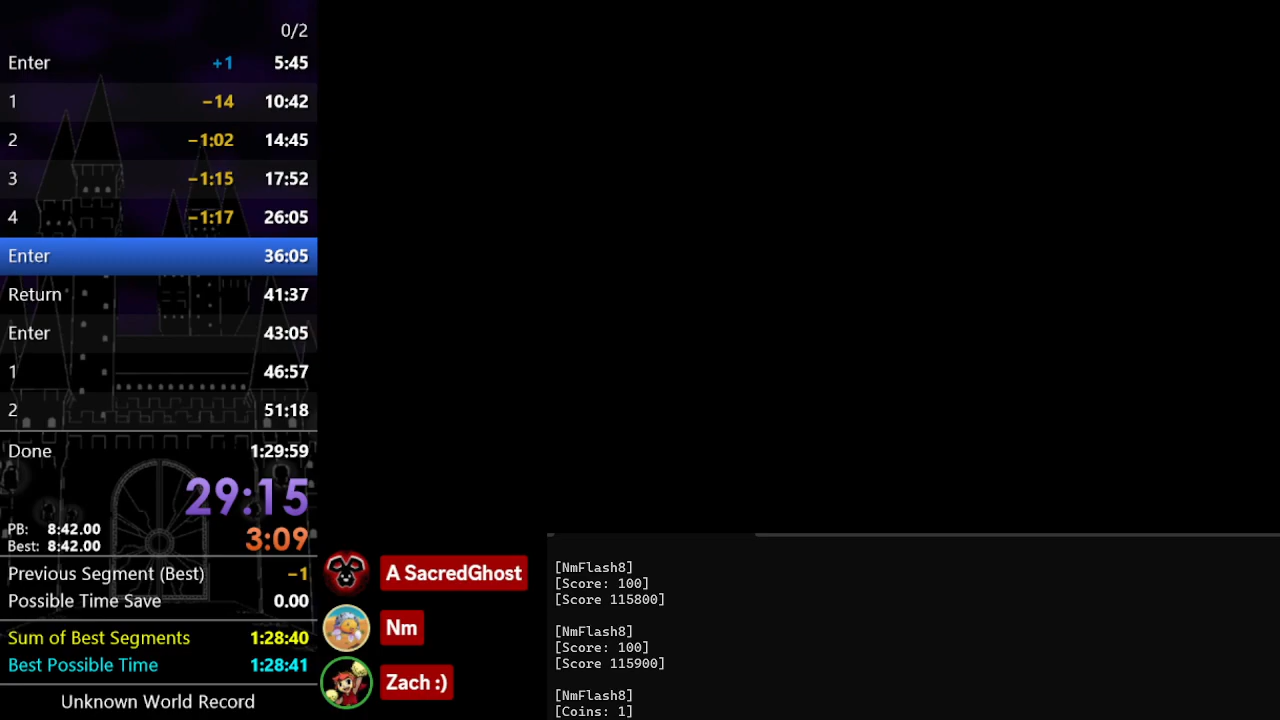 0/2
Enter +1 5:45
1 −14 10:42
2 −1:02 14:45
3 −1:15 17:52
4 −1:17 26:05
Enter 36:05
Return 41:37
Enter 43:05
1 46:57
2 51:18
Done 1:29:59
29:15
PB: 8:42.00
Best: 8:42.00
3:09
Previous Segment (Best) −1
Possible Time Save 0.00
Sum of Best Segments 1:28:40
Best Possible Time 1:28:41
Unknown World Record
A SacredGhost
Nm
Zach :)
[NmFlash8]
[Score: 100]
[Score 115800]
[NmFlash8]
[Score: 100]
[Score 115900]
[NmFlash8]
[Coins: 1]